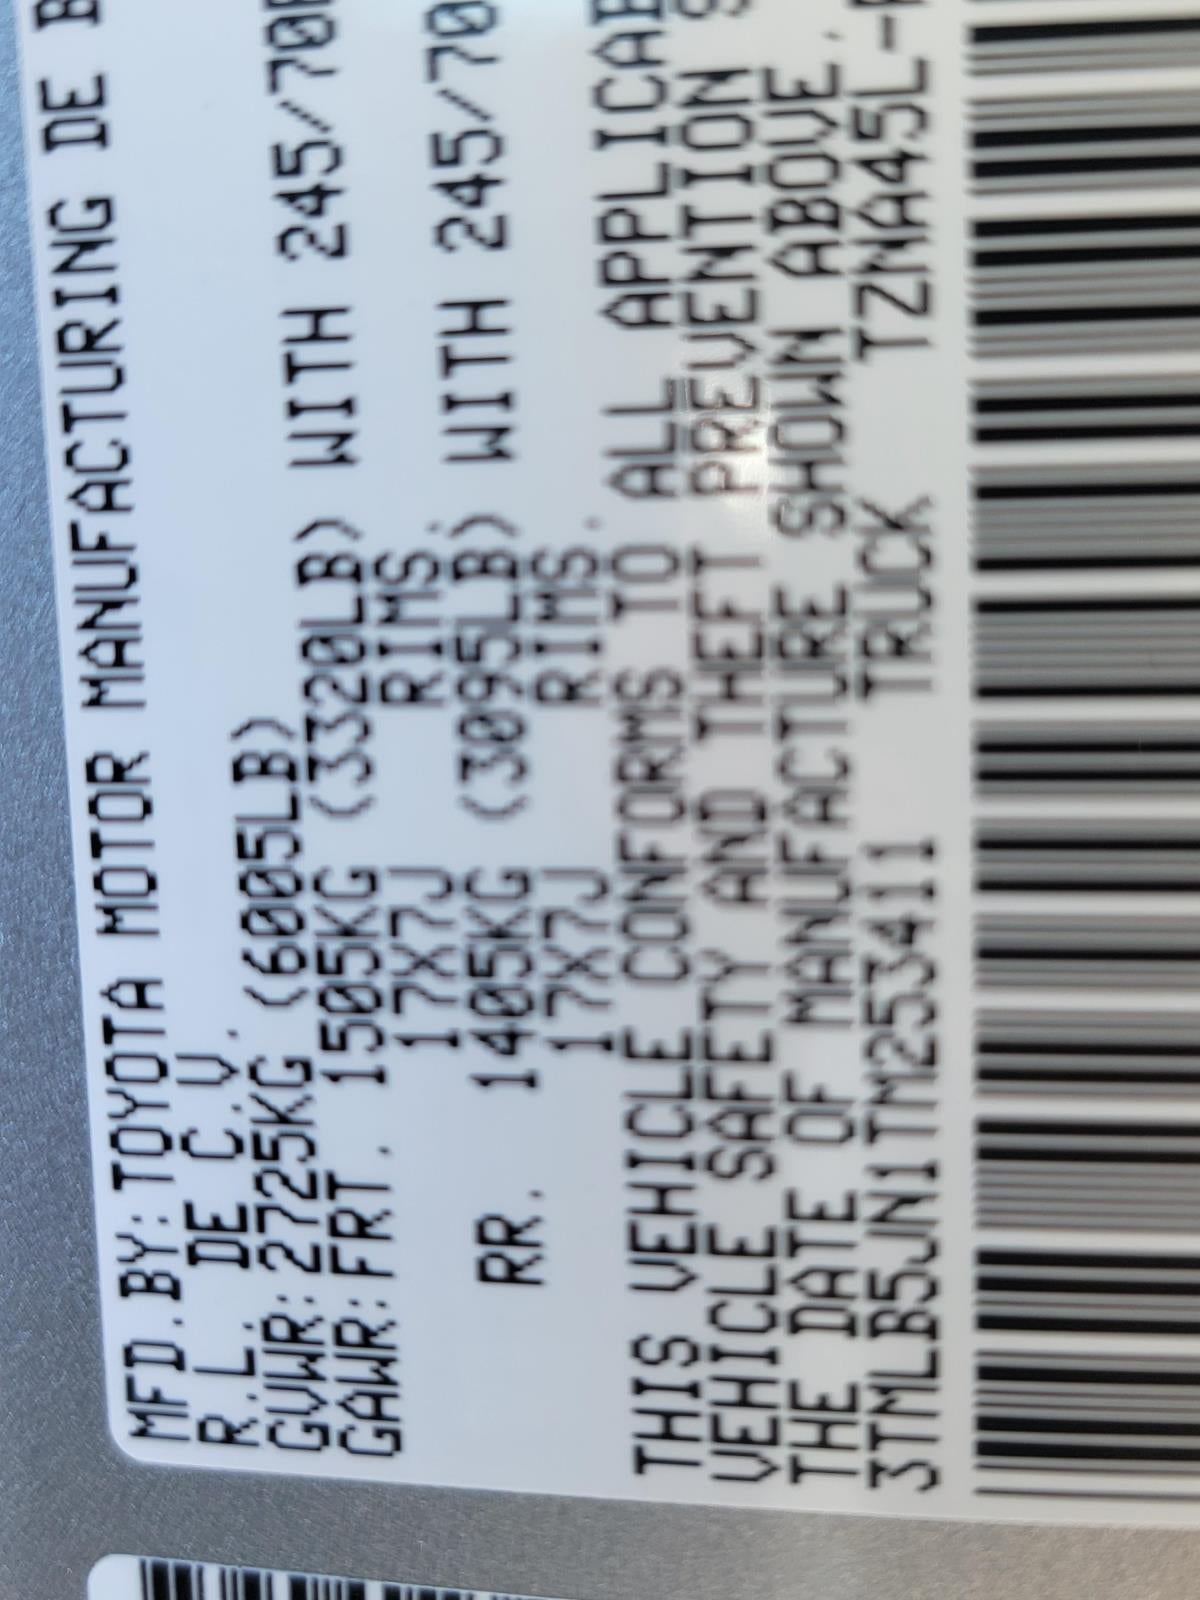 MFD.BY:TOYOTA MOTOR MANUFACTURING DE B
R.L. DE C.V.
GVWR:2725KG (6005LB)
GAWR:FRT. 1505KG (3320LB) WITH 245/70
17X7J RIMS.
RR. 1405KG (3095LB) WITH 245/70
17X7J RIMS.
THIS VEHICLE CONFORMS TO ALL APPLICAB
VEHICLE SAFETY AND THEFT PREVENTION S
THE DATE OF MANUFACTURE SHOWN ABOVE.
3TMLB5JN1TM253411 TRUCK TZNA45L-